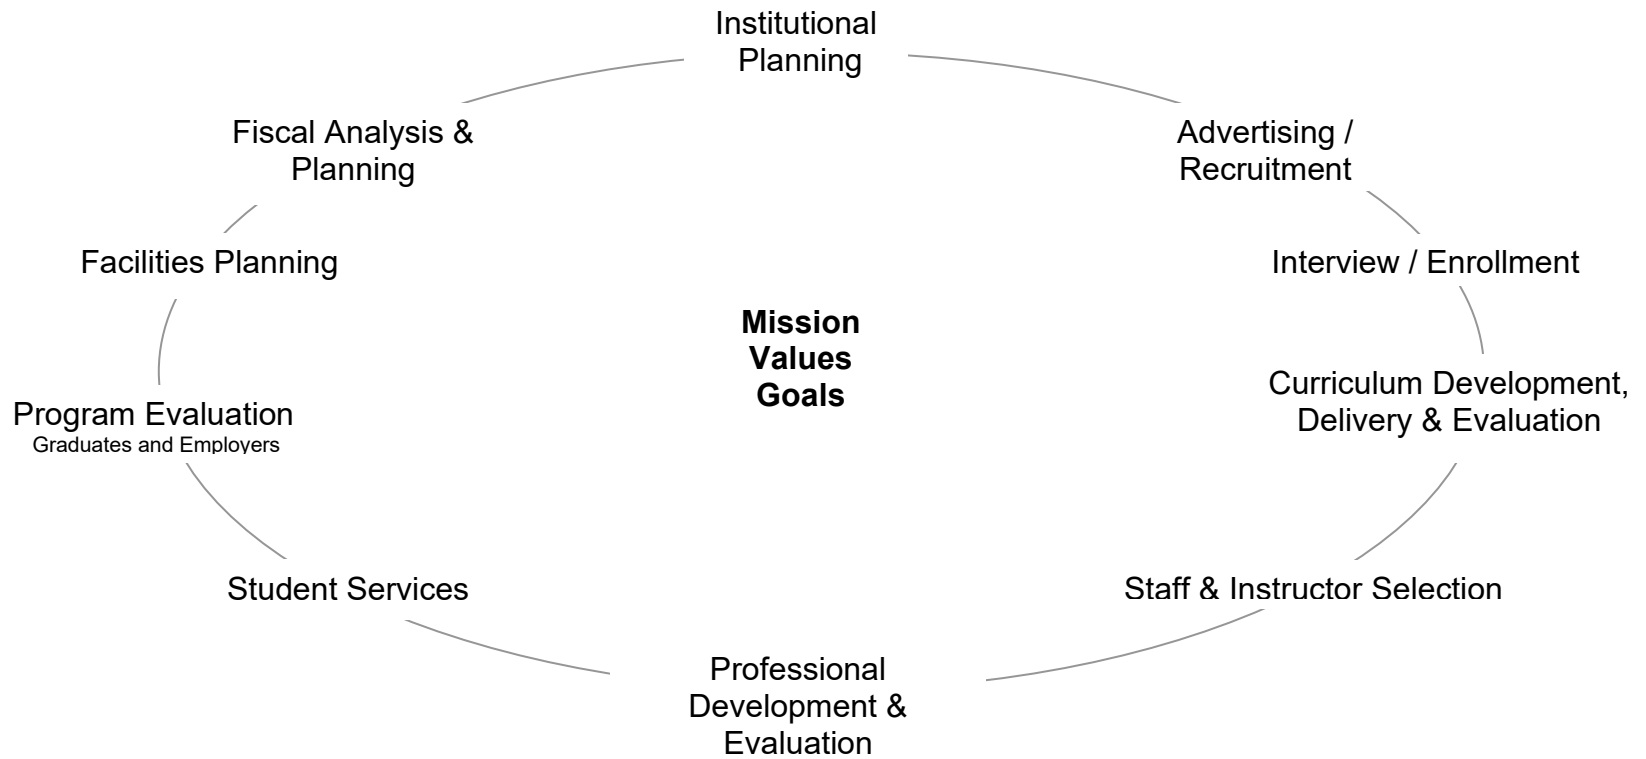 Institutional
Planning
Fiscal Analysis &
Planning
Advertising /
Recruitment
Facilities Planning
Interview / Enrollment
Mission
Values
Goals
Curriculum Development,
Delivery & Evaluation
Program Evaluation
Graduates and Employers
Student Services
Staff & Instructor Selection
Professional
Development &
Evaluation